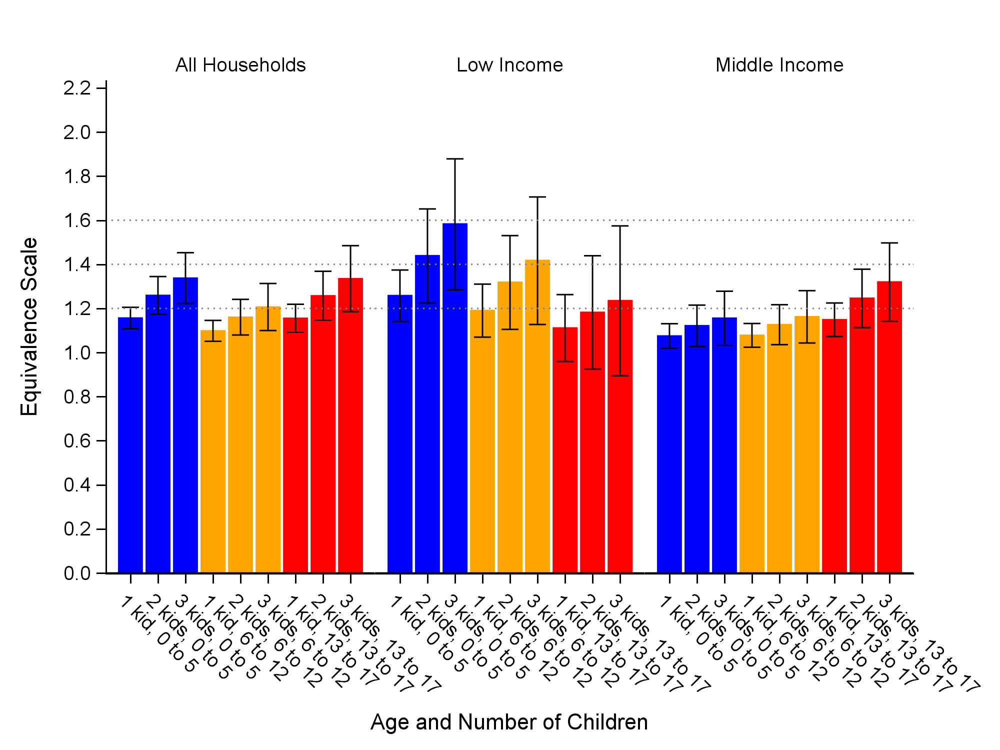 All Households
Low Income
Middle Income
2.2
2.0
1.8
1.6
1.4
1.2
1.0
0.8
0.6
0.4
0.2
0.0
Equivalence Scale
1 kid, 0 to 5
2 kids, 0 to 5
3 kids, 0 to 5
1 kid, 6 to 12
2 kids, 6 to 12
3 kids, 6 to 12
1 kid, 13 to 17
2 kids, 13 to 17
3 kids, 13 to 17
1 kid, 0 to 5
2 kids, 0 to 5
3 kids, 0 to 5
1 kid, 6 to 12
2 kids, 6 to 12
3 kids, 6 to 12
1 kid, 13 to 17
2 kids, 13 to 17
3 kids, 13 to 17
1 kid, 0 to 5
2 kids, 0 to 5
3 kids, 0 to 5
1 kid, 6 to 12
2 kids, 6 to 12
3 kids, 6 to 12
1 kid, 13 to 17
2 kids, 13 to 17
3 kids, 13 to 17
Age and Number of Children